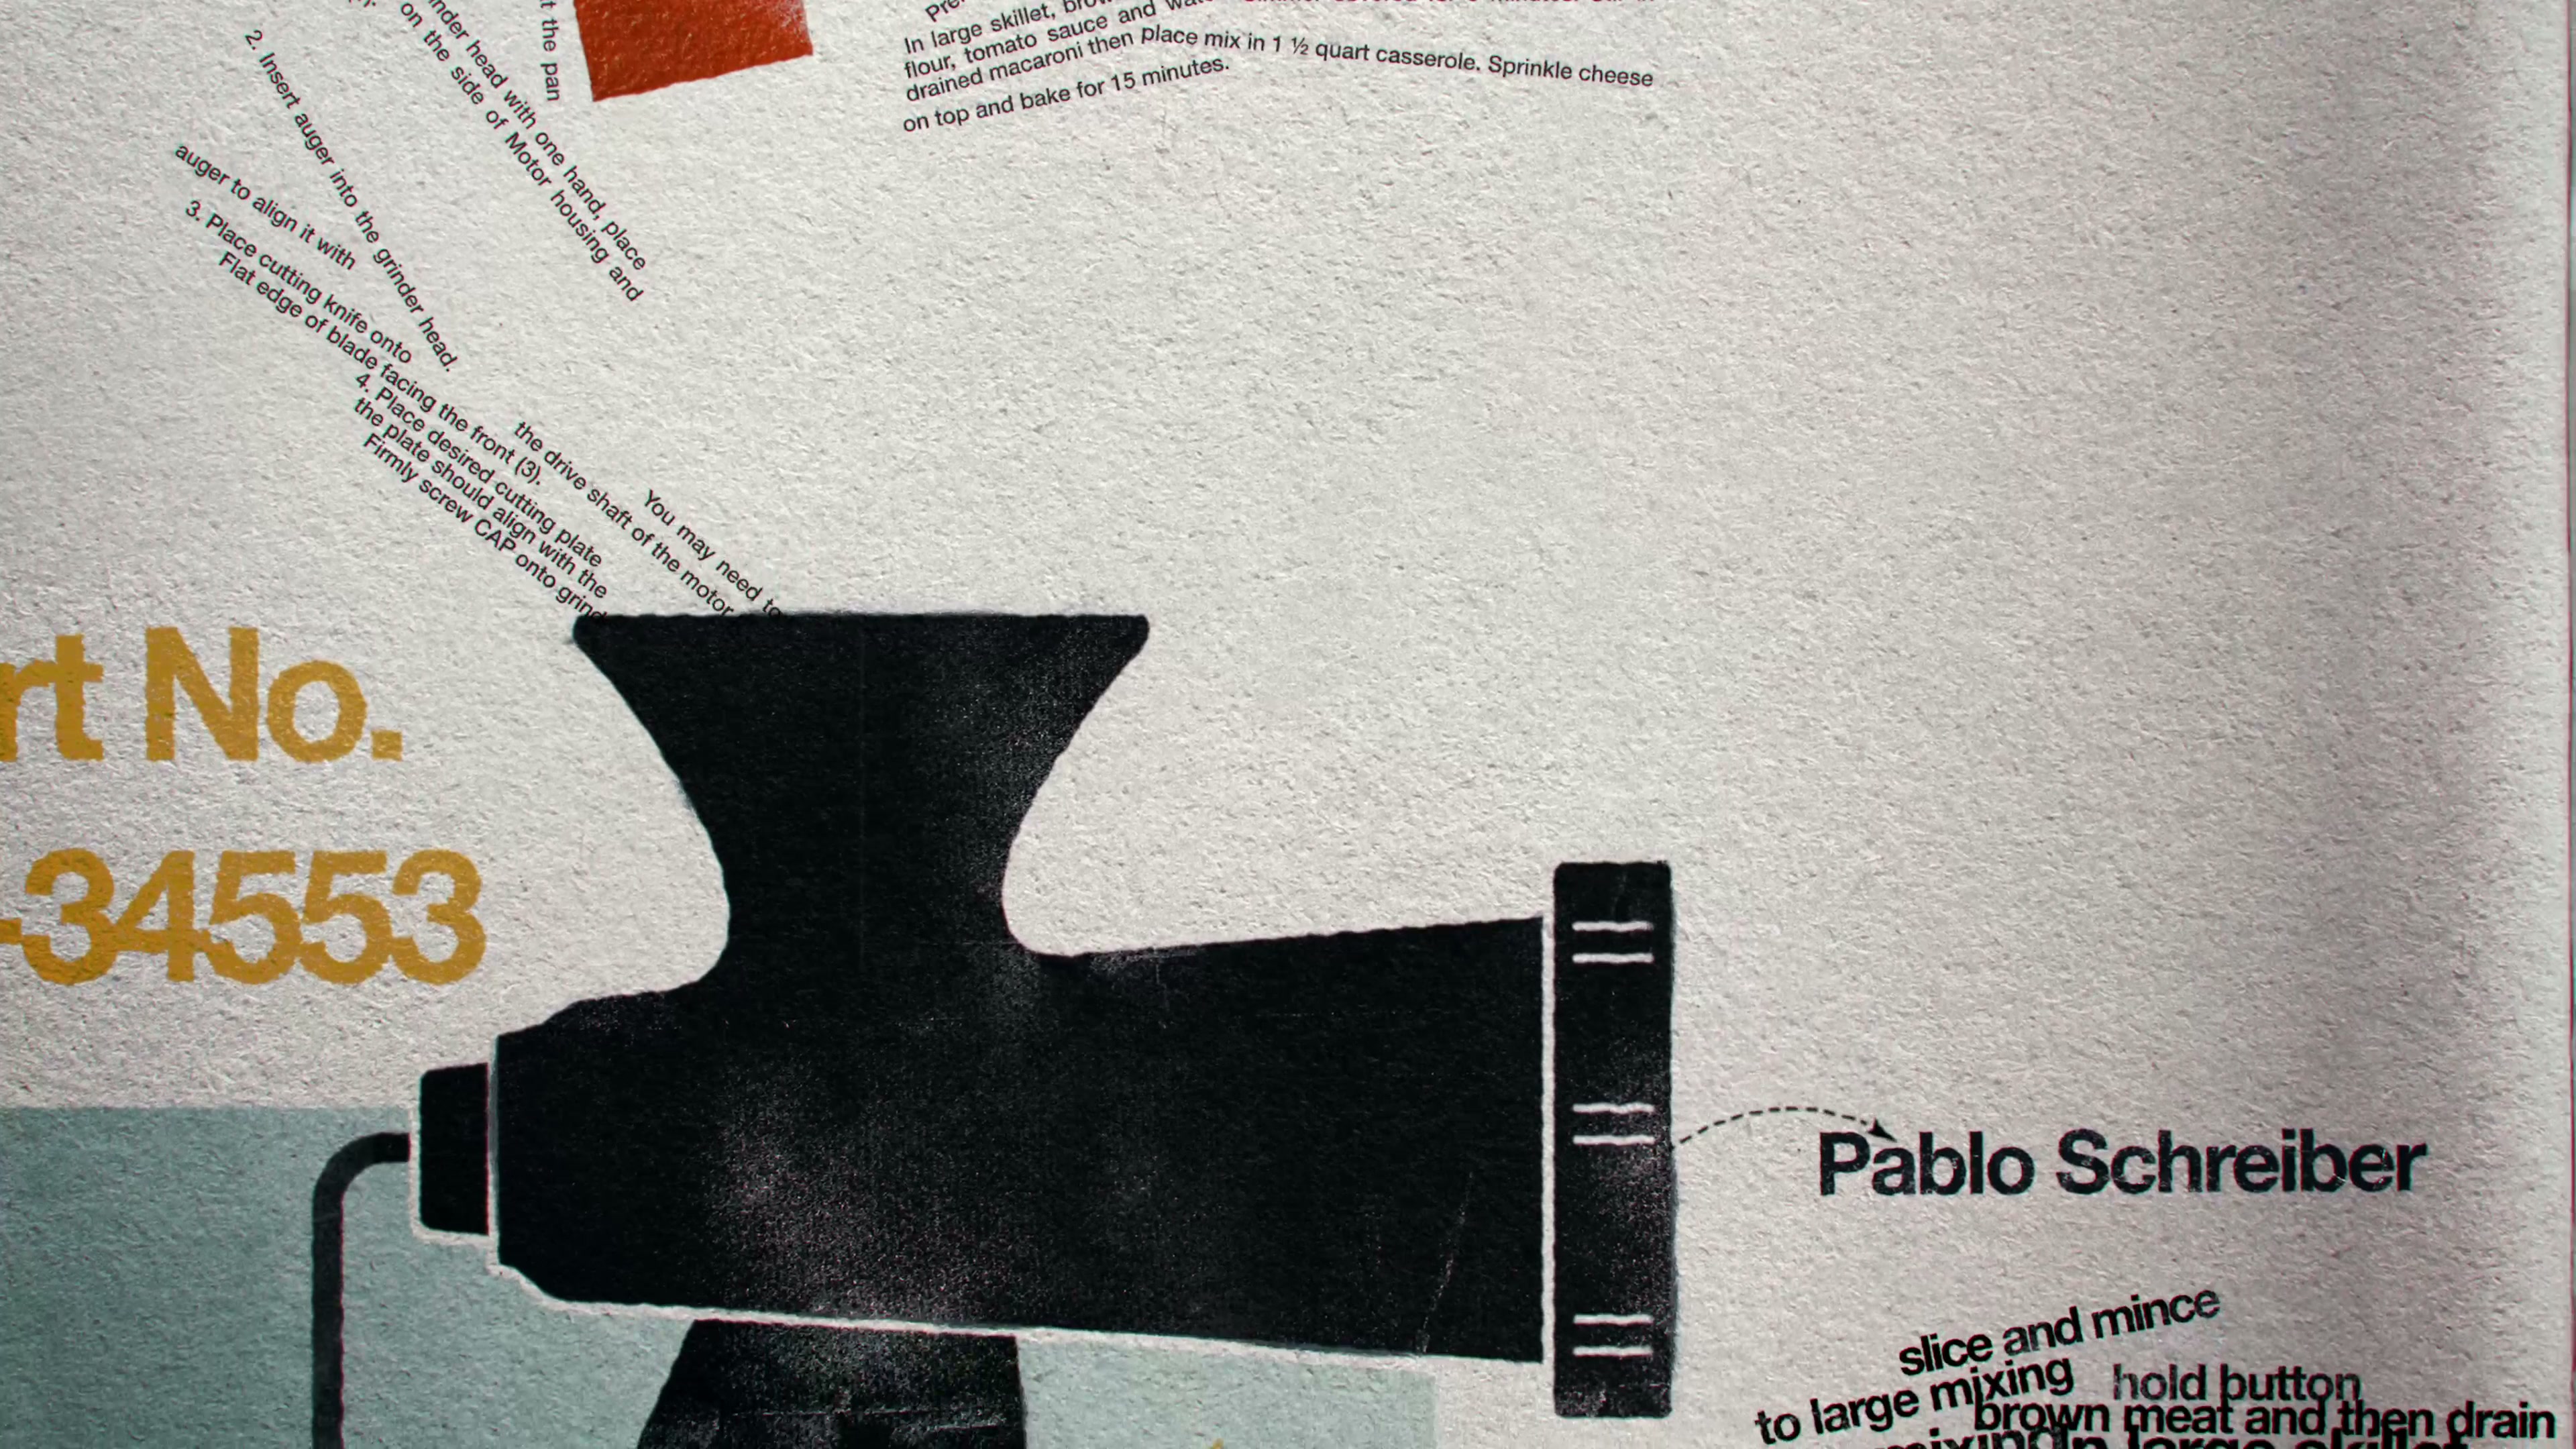 t the pan
nder head with one hand, place
on the side of Motor housing and
2. Insert auger into the grinder head.
auger to align it with
3. Place cutting knife onto
Flat edge of blade facing the front (3).
4. Place desired cutting plate
the plate should align with the
Firmly screw CAP onto grind
the drive shaft of the motor
You may need to
In large skillet,
flour, tomato sauce and
drained macaroni then place mix in 1 ½ quart casserole. Sprinkle cheese
on top and bake for 15 minutes.
rt No.
-34553
Pablo Schreiber
slice and mince
to large mixing
hold button
brown meat and then drain